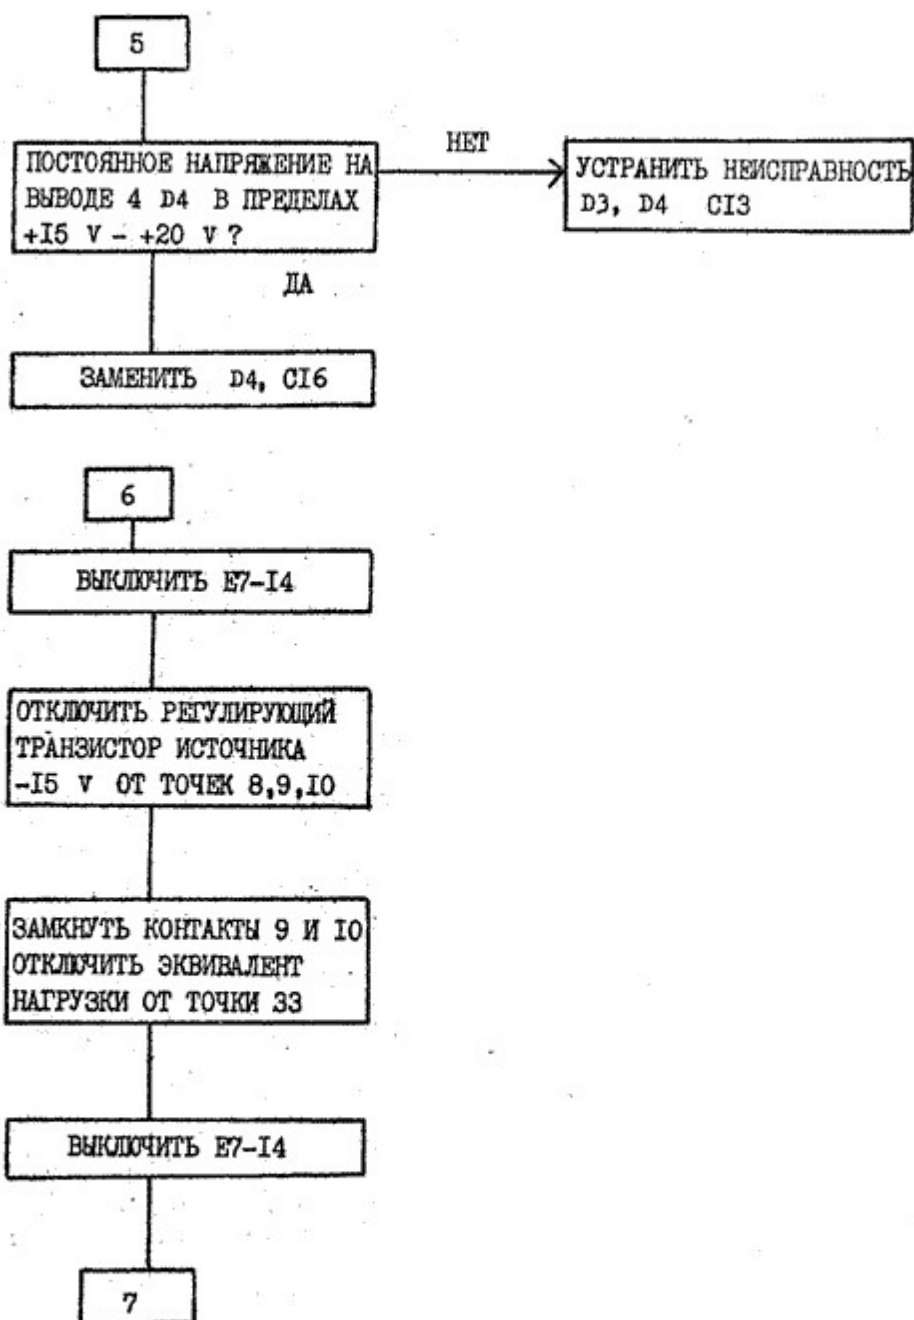 5
ПОСТОЯННОЕ НАПРЯЖЕНИЕ НА
ВЫВОДЕ 4 D4 В ПРЕДЕЛАХ
+I5 V – +20 V ?
НЕТ
УСТРАНИТЬ НЕИСПРАВНОСТЬ
D3, D4 CI3
ДА
ЗАМЕНИТЬ D4, CI6
6
ВЫКЛЮЧИТЬ Е7-I4
ОТКЛЮЧИТЬ РЕГУЛИРУЮЩИЙ
ТРАНЗИСТОР ИСТОЧНИКА
-I5 V ОТ ТОЧЕК 8,9,IO
ЗАМКНУТЬ КОНТАКТЫ 9 И IO
ОТКЛЮЧИТЬ ЭКВИВАЛЕНТ
НАГРУЗКИ ОТ ТОЧКИ 33
ВЫКЛЮЧИТЬ Е7-I4
7